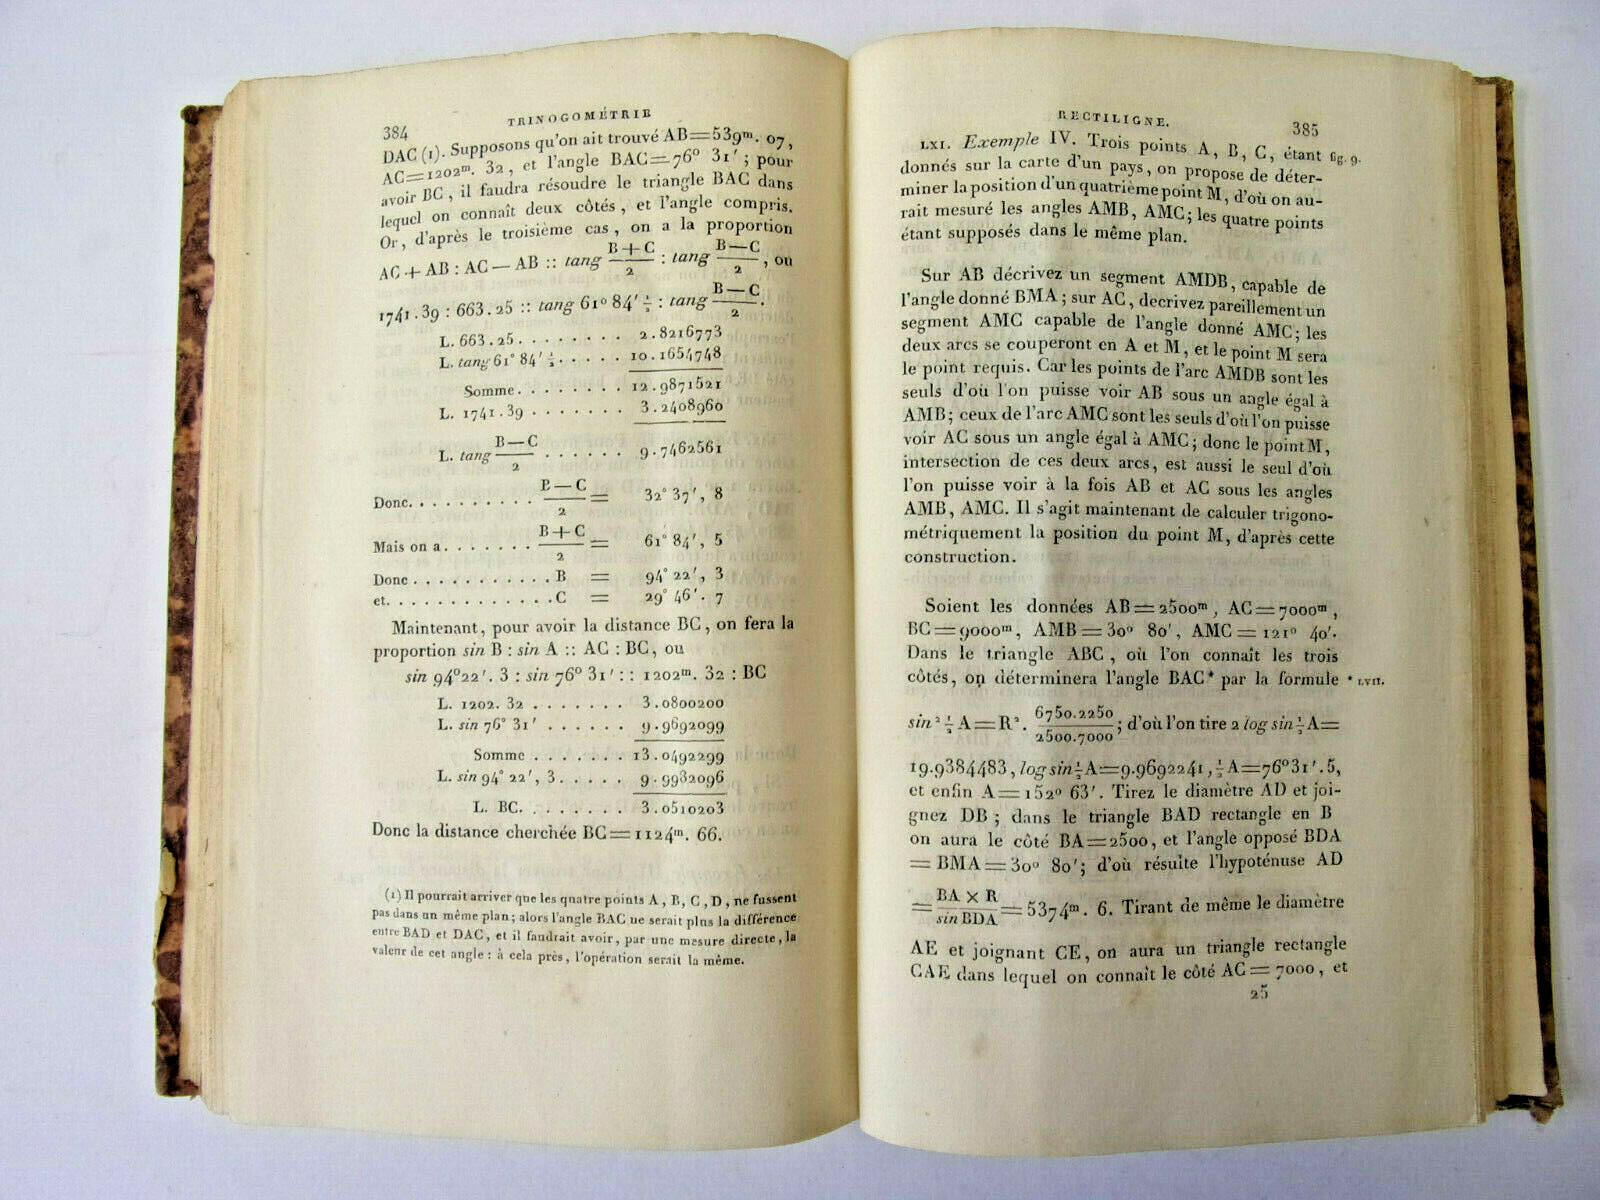 384
TRINOGOMÉTRIE
DAC (1). Supposons qu'on ait trouvé AB=539m. 07,
AC=1202m. 32, et l'angle BAC=76° 31'; pour
avoir BC, il faudra résoudre le triangle BAC dans
lequel on connaît deux côtés, et l'angle compris.
Or, d'après le troisième cas, on a la proportion
AC + AB : AC — AB :: tang (B+C)/2 : tang (B—C)/2, ou
1741.39 : 663.25 :: tang 61° 84' ½ : tang (B—C)/2.
L. 663.25 . . . . . . . . 2.8216773
L. tang 61° 84' ½ . . . . . 10.1654748
Somme . . . . . . . . 12.9871521
L. 1741.39 . . . . . . . 3.2408960
L. tang (B—C)/2 . . . . . . 9.7462561
Donc. . . . . . . . . . (B—C)/2 = 32° 37', 8
Mais on a . . . . . . . (B+C)/2 = 61° 84', 5
Donc . . . . . . . . . . . B = 94° 22', 3
et. . . . . . . . . . . . . C = 29° 46'. 7
Maintenant, pour avoir la distance BC, on fera la
proportion sin B : sin A :: AC : BC, ou
sin 94° 22'. 3 : sin 76° 31' :: 1202m. 32 : BC
L. 1202. 32 . . . . . . . 3.0800200
L. sin 76° 31' . . . . . . 9.9692099
Somme . . . . . . . 13.0492299
L. sin 94° 22', 3. . . . . 9.9982096
L. BC. . . . . . . . 3.0510203
Donc la distance cherchée BC=1124m. 66.
(1) Il pourrait arriver que les quatre points A, B, C, D, ne fussent
pas dans un même plan; alors l'angle BAC ne serait plus la différence
entre BAD et DAC, et il faudrait avoir, par une mesure directe, la
valeur de cet angle : à cela près, l'opération serait la même.
RECTILIGNE.
385
LXI. Exemple IV. Trois points A, B, C, étant fig. 9.
donnés sur la carte d'un pays, on propose de déter-
miner la position d'un quatrième point M, d'où on au-
rait mesuré les angles AMB, AMC; les quatre points
étant supposés dans le même plan.
Sur AB décrivez un segment AMDB, capable de
l'angle donné BMA; sur AC, decrivez pareillement un
segment AMC capable de l'angle donné AMC; les
deux arcs se couperont en A et M, et le point M sera
le point requis. Car les points de l'arc AMDB sont les
seuls d'où l'on puisse voir AB sous un angle égal à
AMB; ceux de l'arc AMC sont les seuls d'où l'on puisse
voir AC sous un angle égal à AMC; donc le point M,
intersection de ces deux arcs, est aussi le seul d'où
l'on puisse voir à la fois AB et AC sous les angles
AMB, AMC. Il s'agit maintenant de calculer trigono-
métriquement la position du point M, d'après cette
construction.
Soient les données AB=2500m, AC=7000m,
BC=9000m, AMB=30° 80', AMC=121° 40'.
Dans le triangle ABC, où l'on connaît les trois
côtés, on déterminera l'angle BAC* par la formule * LVII.
sin² ½ A=R². (6750.2250)/(2500.7000); d'où l'on tire 2 log sin ½ A=
19.9384483, log sin ½ A=9.9692241, ½ A=76° 31'.5,
et enfin A=152° 63'. Tirez le diamètre AD et joi-
gnez DB; dans le triangle BAD rectangle en B
on aura le côté BA=2500, et l'angle opposé BDA
=BMA=30° 80'; d'où résulte l'hypoténuse AD
=(BA × R)/(sin BDA)=5374m. 6. Tirant de même le diamètre
AE et joignant CE, on aura un triangle rectangle
CAE dans lequel on connaît le côté AC=7000, et
25